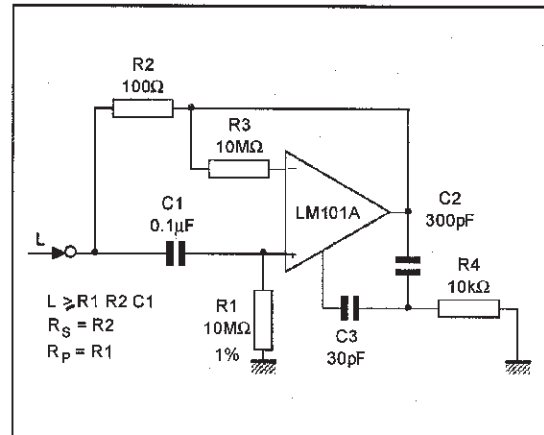 R2
100Ω
R3
10MΩ
LM101A
C1
0.1µF
C2
300pF
L
R4
10kΩ
R1
10MΩ
1%
C3
30pF
L ⩾ R1 R2 C1
RS = R2
RP = R1